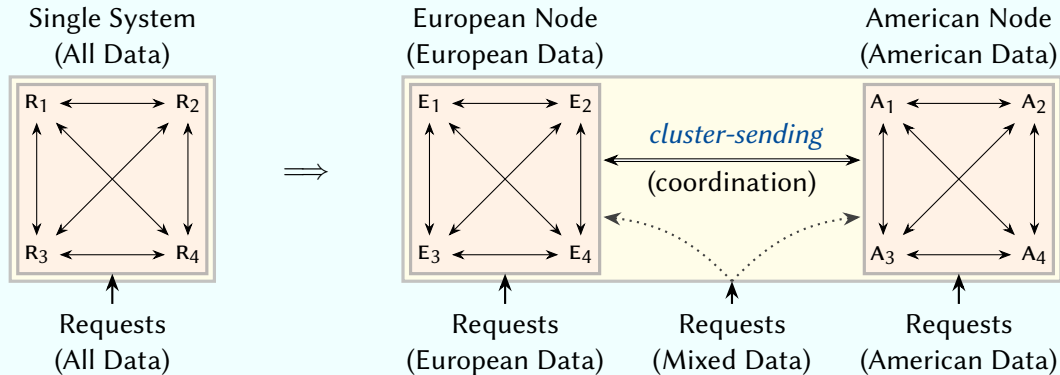 Single System
(All Data)
European Node
(European Data)
American Node
(American Data)
R1 R2
R3 R4
⟹
E1 E2
E3 E4
cluster-sending
(coordination)
A1 A2
A3 A4
Requests
(All Data)
Requests
(European Data)
Requests
(Mixed Data)
Requests
(American Data)